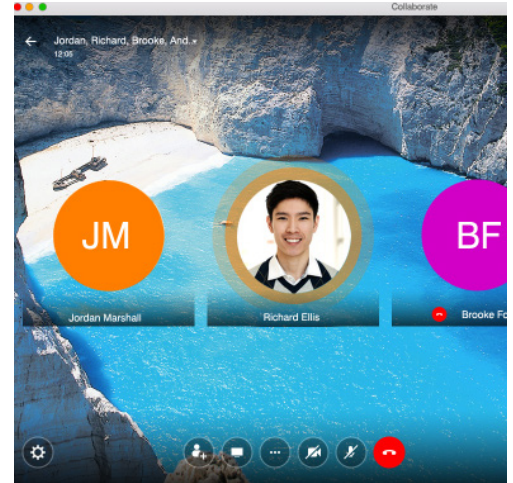 Collaborate
Jordan, Richard, Brooke, And.
12:05
JM
BF
Jordan Marshall
Richard Ellis
Brooke Fo